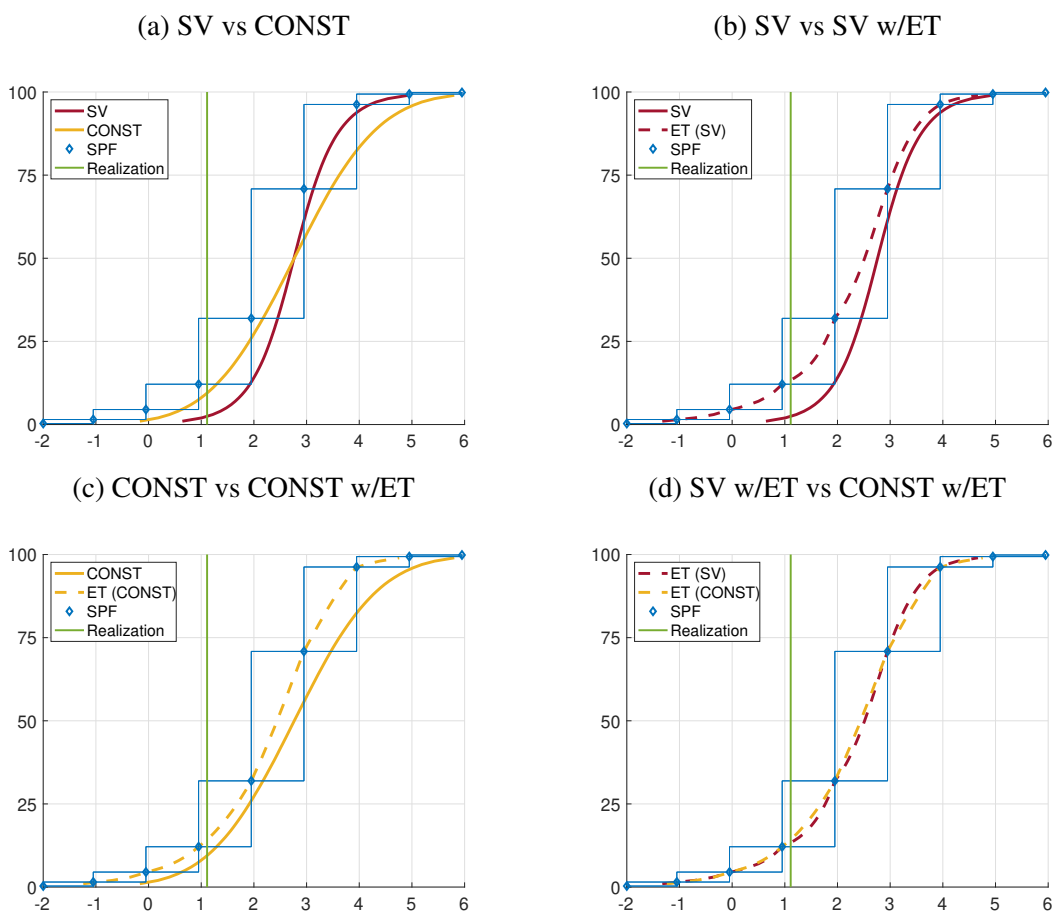 (a) SV vs CONST
100
75
50
25
0
SV
CONST
SPF
Realization
-2 -1 0 1 2 3 4 5 6
(b) SV vs SV w/ET
100
75
50
25
0
SV
ET (SV)
SPF
Realization
-2 -1 0 1 2 3 4 5 6
(c) CONST vs CONST w/ET
100
75
50
25
0
CONST
ET (CONST)
SPF
Realization
-2 -1 0 1 2 3 4 5 6
(d) SV w/ET vs CONST w/ET
100
75
50
25
0
ET (SV)
ET (CONST)
SPF
Realization
-2 -1 0 1 2 3 4 5 6